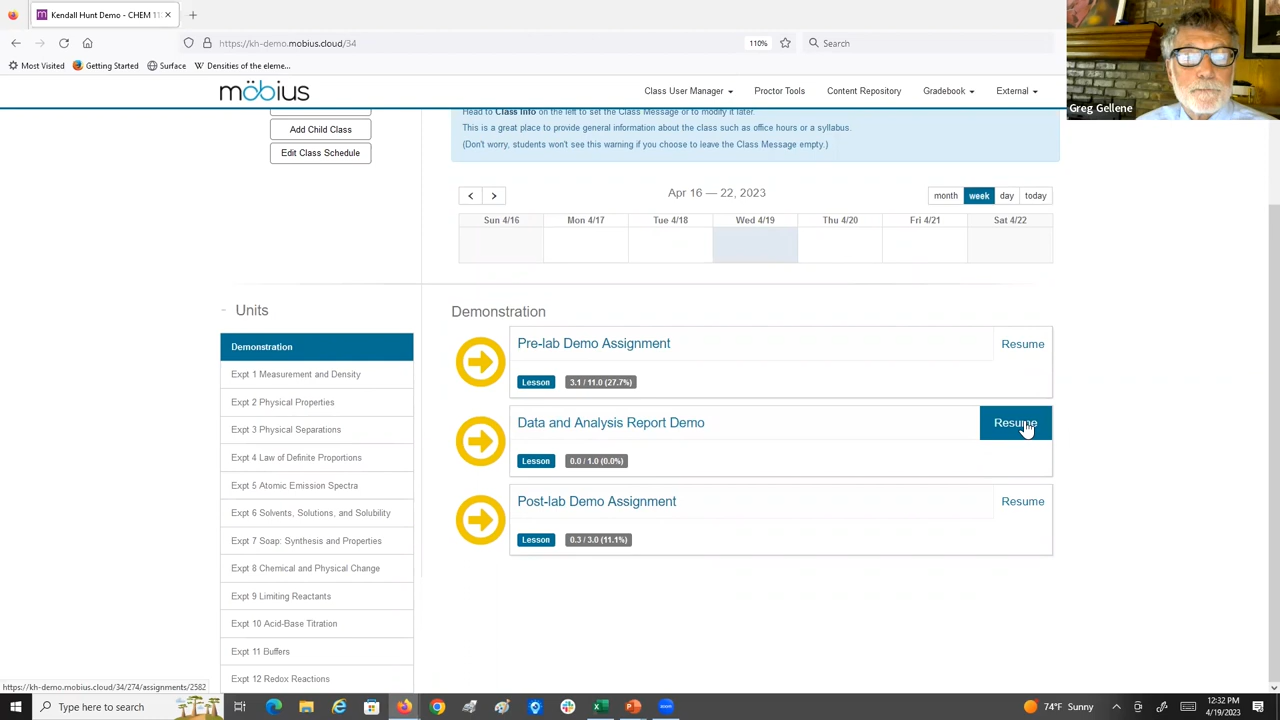 Kendall Hunt Demo - CHEM 11
https://kh-demo.mobius.cloud/34
110%
Search
Most Visited
Getting Started
Surface
Densities of the eleme...
Greg Gellene
möbius
Class User Manager
Proctor Tools
Content Repository
Gradebook
External
Head to Class Info on the left to set the Class Message or to modify it later.
This is a great place to provide general information about the class such as office hours or a syllabus.
(Don't worry, students won't see this warning if you choose to leave the Class Message empty.)
Add Child Class
Edit Class Schedule
Apr 16 — 22, 2023
month week day today
Sun 4/16 Mon 4/17 Tue 4/18 Wed 4/19 Thu 4/20 Fri 4/21 Sat 4/22
Units
Demonstration
Expt 1 Measurement and Density
Expt 2 Physical Properties
Expt 3 Physical Separations
Expt 4 Law of Definite Proportions
Expt 5 Atomic Emission Spectra
Expt 6 Solvents, Solutions, and Solubility
Expt 7 Soap: Synthesis and Properties
Expt 8 Chemical and Physical Change
Expt 9 Limiting Reactants
Expt 10 Acid-Base Titration
Expt 11 Buffers
Expt 12 Redox Reactions
Demonstration
Pre-lab Demo Assignment
Resume
Lesson 3.1 / 11.0 (27.7%)
Data and Analysis Report Demo
Resume
Lesson 0.0 / 1.0 (0.0%)
Post-lab Demo Assignment
Resume
Lesson 0.3 / 3.0 (11.1%)
https://kh-demo.mobius.cloud/34/274/assignments/2582
Type here to search
74°F Sunny
12:32 PM
4/19/2023